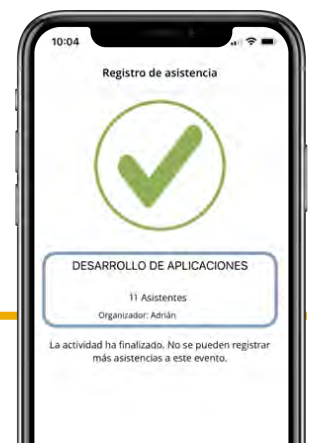 10:04
Registro de asistencia
DESARROLLO DE APLICACIONES
11 Asistentes
Organizador: Adrián
La actividad ha finalizado. No se pueden registrar
más asistencias a este evento.